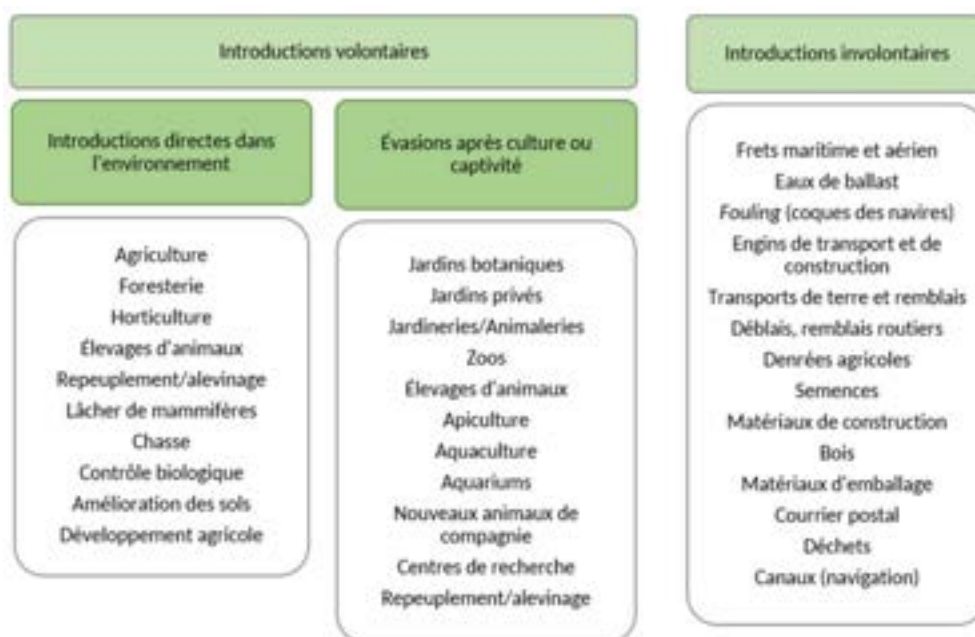 Introductions volontaires
Introductions directes dans
l'environnement
Agriculture
Foresterie
Horticulture
Élevages d'animaux
Repeuplement/alevinage
Lâcher de mammifères
Chasse
Contrôle biologique
Amélioration des sols
Développement agricole
Évasions après culture ou
captivité
Jardins botaniques
Jardins privés
Jardineries/Animaleries
Zoos
Élevages d'animaux
Apiculture
Aquaculture
Aquariums
Nouveaux animaux de
compagnie
Centres de recherche
Repeuplement/alevinage
Introductions involontaires
Frets maritime et aérien
Eaux de ballast
Fouling (coques des navires)
Engins de transport et de
construction
Transports de terre et remblais
Déblais, remblais routiers
Denrées agricoles
Semences
Matériaux de construction
Bois
Matériaux d'emballage
Courrier postal
Déchets
Canaux (navigation)